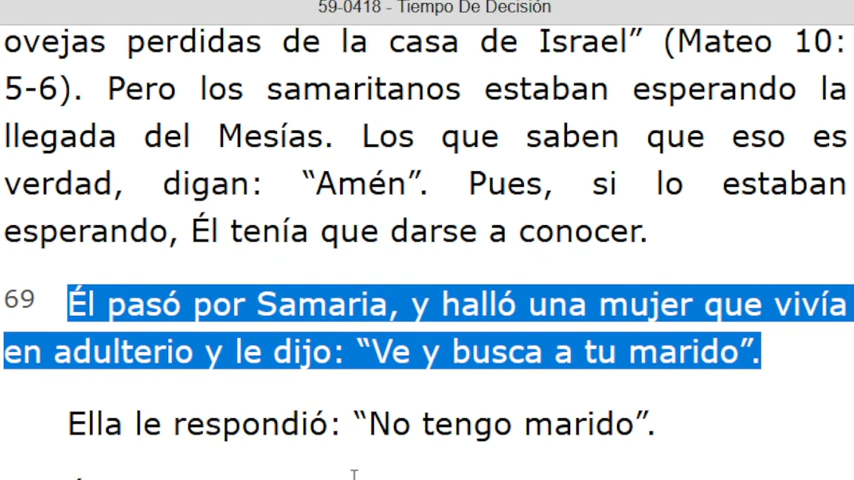 59-0418 - Tiempo De Decisión
ovejas perdidas de la casa de Israel” (Mateo 10:
5-6). Pero los samaritanos estaban esperando la
llegada del Mesías. Los que saben que eso es
verdad, digan: “Amén”. Pues, si lo estaban
esperando, Él tenía que darse a conocer.
69 Él pasó por Samaria, y halló una mujer que vivía
en adulterio y le dijo: “Ve y busca a tu marido”.
Ella le respondió: “No tengo marido”.